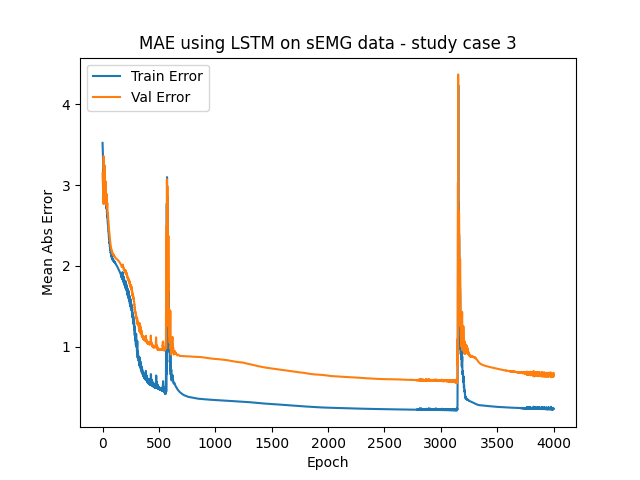 MAE using LSTM on sEMG data - study case 3
Train Error
Val Error
Mean Abs Error
4
3
2
1
0 500 1000 1500 2000 2500 3000 3500 4000
Epoch